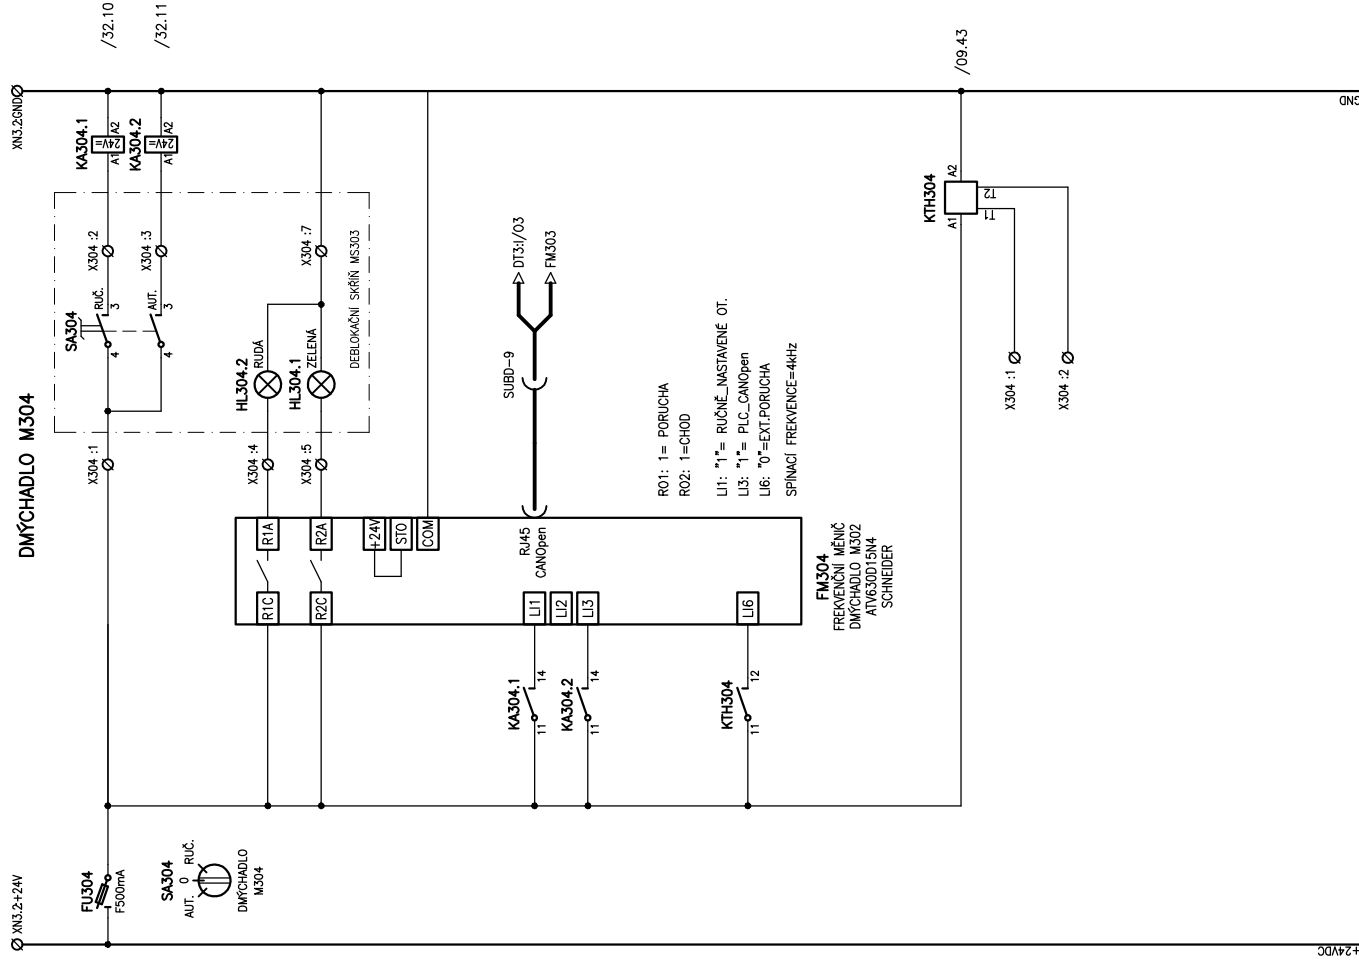 DMÝCHADLO M304
XN3.2GND
/32.10
/32.11
/09.43
GND
KA304.1
24V=
A1
A2
KA304.2
24V=
A1
A2
X304 :2
X304 :3
X304 :7
SA304
RUČ.
3
4
AUT.
3
4
HL304.2
RUDÁ
HL304.1
ZELENÁ
DEBLOKAČNÍ SKŘÍŇ MS303
X304 :1
X304 :4
X304 :5
R1A
R2A
+24V
STO
COM
R1C
R2C
RJ45
CANOpen
SUBD-9
DT3:I/O3
FM303
LI1
LI2
LI3
LI6
RO1: 1= PORUCHA
RO2: 1=CHOD
LI1: "1"= RUČNĚ_NASTAVENÉ OT.
LI3: "1"= PLC_CANOpen
LI6: "0"=EXT.PORUCHA
SPÍNACÍ FREKVENCE=4kHz
FM304
FREKVENČNÍ MĚNIČ
DMÝCHADLO M302
ATV630D15N4
SCHNEIDER
KA304.1
11
14
KA304.2
11
14
KTH304
11
12
KTH304
A1
A2
T1
T2
X304 :1
X304 :2
XN3.2+24V
FU304
F500mA
SA304
AUT.
0
RUČ.
DMÝCHADLO
M304
+24VDC